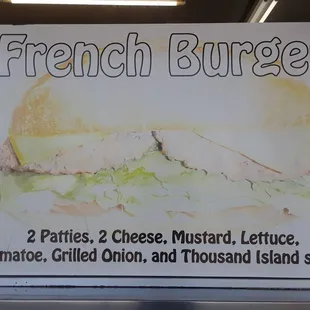 French Burge
2 Patties, 2 Cheese, Mustard, Lettuce,
matoe, Grilled Onion, and Thousand Island s